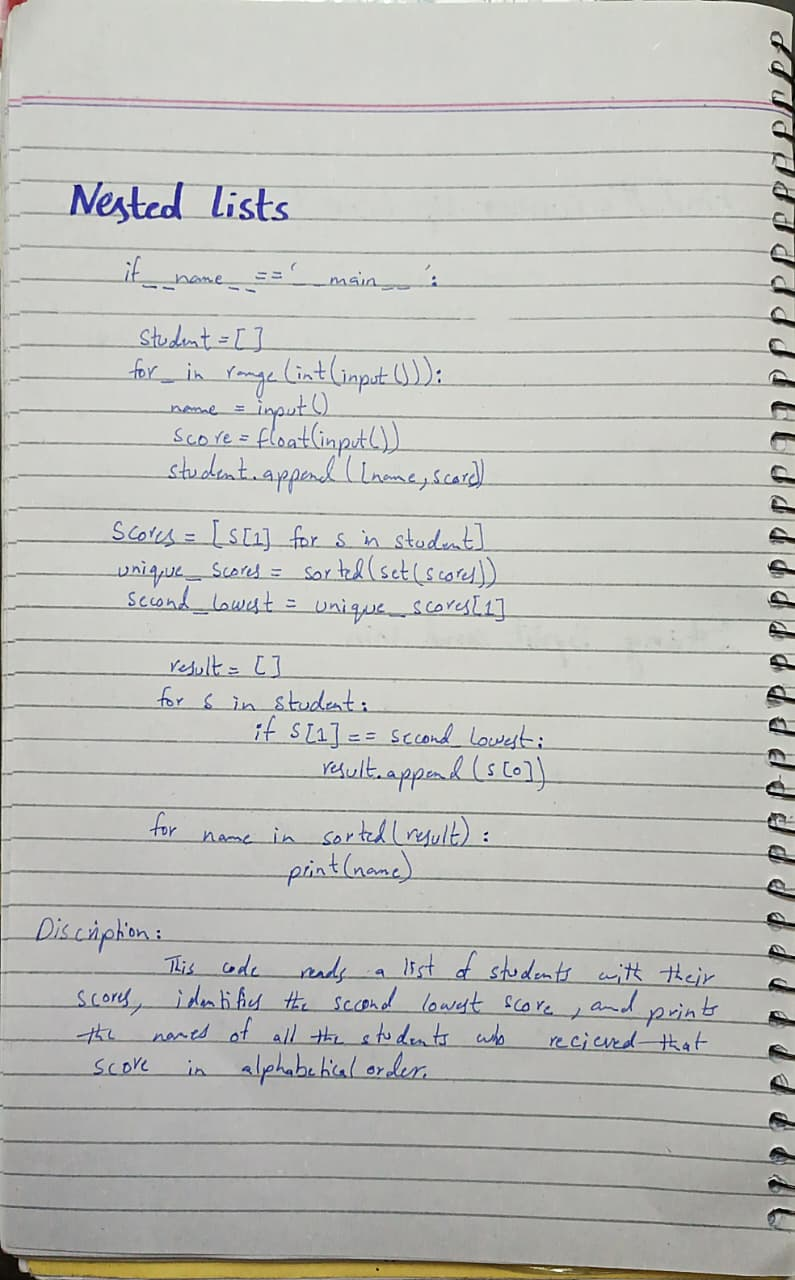 Nested lists
if __name__ == '__main__':
student = []
for _ in range(int(input())):
name = input()
score = float(input())
student.append([name, score])
Scores = [s[1] for s in student]
unique_scores = sorted(set(scores))
second_lowest = unique_scores[1]
result = []
for s in student:
if s[1] == second_lowest:
result.append(s[0])
for name in sorted(result):
print(name)
Discription:
This code reads a list of students with their
scores, identifies the second lowest score, and prints
the names of all the students who recieved that
score in alphabetical order.